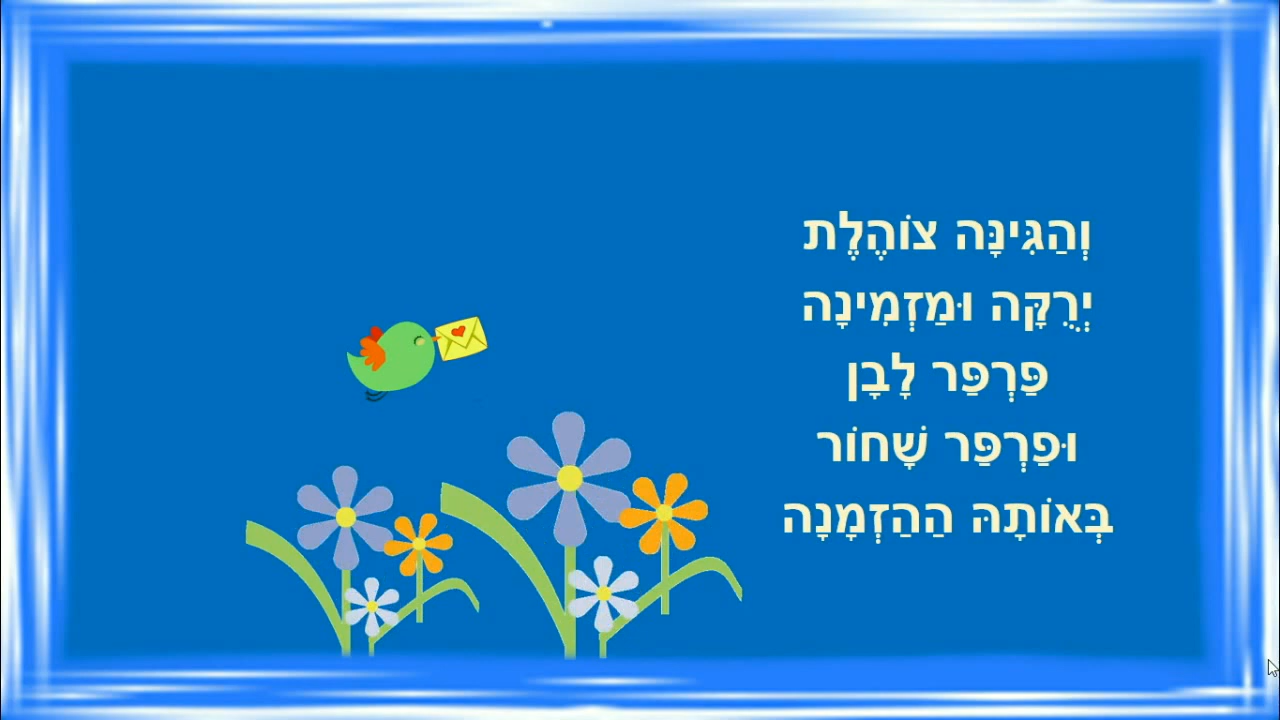 וְהַגִּינָּה צוֹהֶלֶת
יְרֻקָּה וּמַזְמִינָה
פַּרְפַּר לָבָן
וּפַרְפַּר שָׁחוֹר
בְּאוֹתָהּ הַהַזְמָנָה